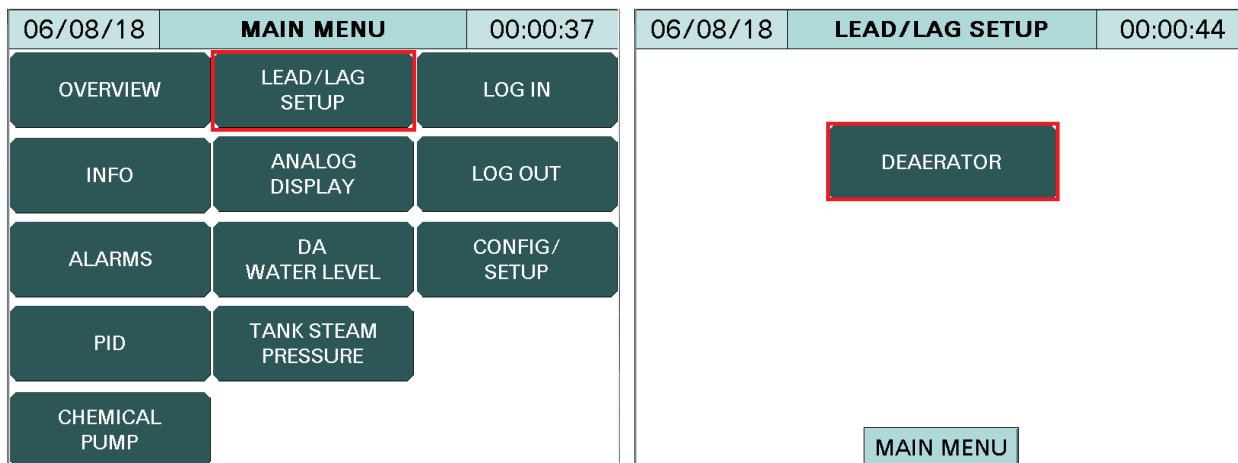 06/08/18 MAIN MENU 00:00:37
OVERVIEW
LEAD/LAG
SETUP
LOG IN
INFO
ANALOG
DISPLAY
LOG OUT
ALARMS
DA
WATER LEVEL
CONFIG/
SETUP
PID
TANK STEAM
PRESSURE
CHEMICAL
PUMP
06/08/18 LEAD/LAG SETUP 00:00:44
DEAERATOR
MAIN MENU